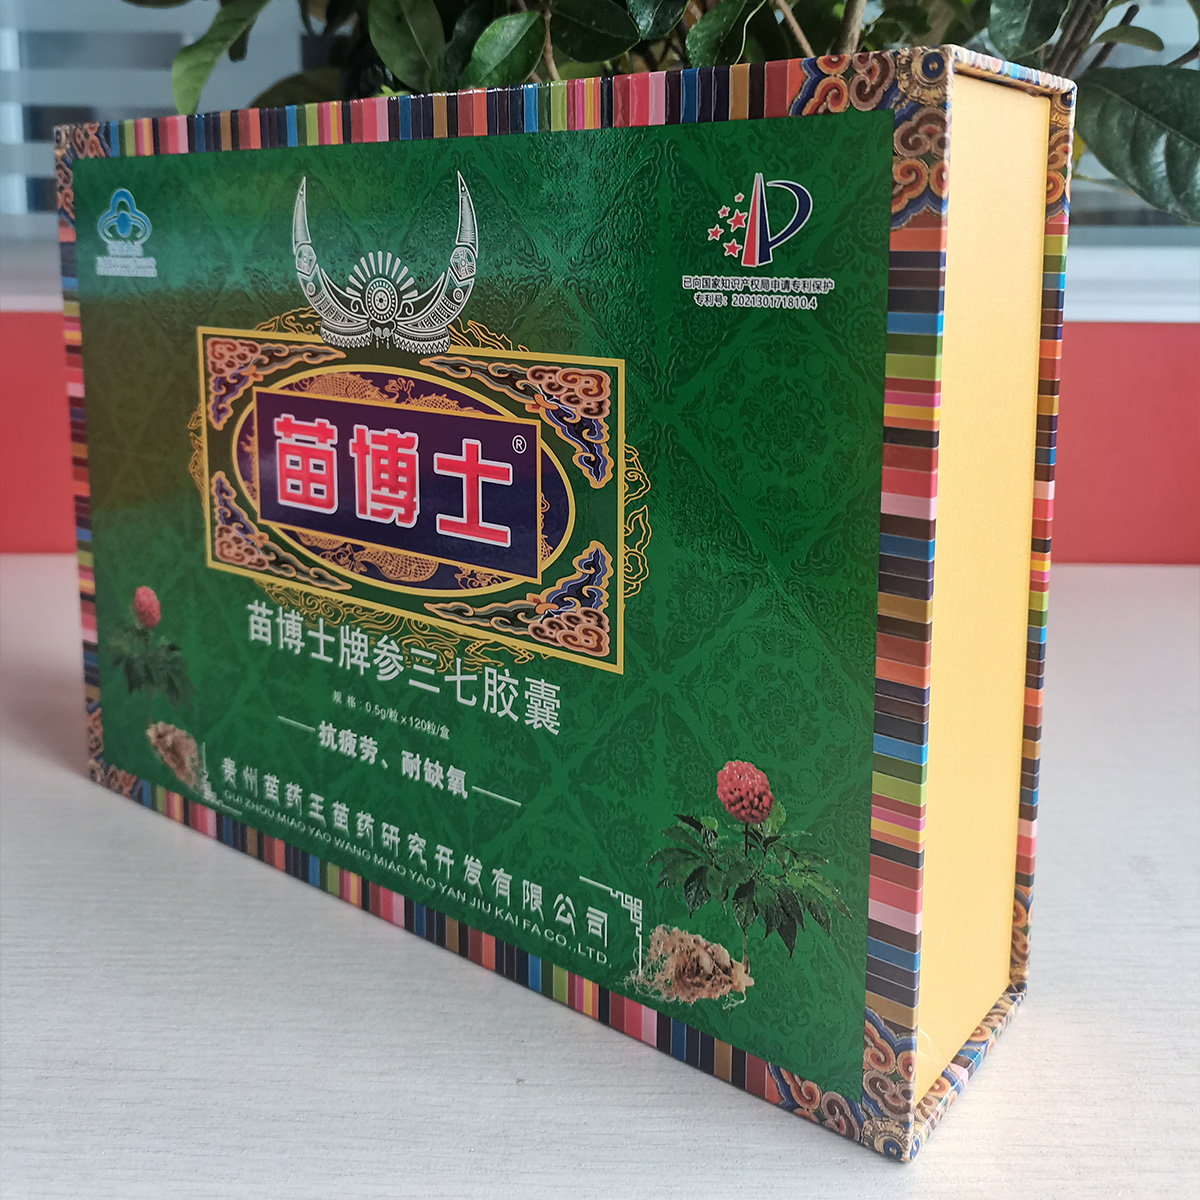 已向国家知识产权局申请专利保护
专利号：202130171810.4
苗博士®
苗博士牌参三七胶囊
规格：0.5g/粒×120粒/盒
抗疲劳、耐缺氧
贵州苗药王苗药研究开发有限公司
GUI ZHOU MIAO YAO WANG MIAO YAO YAN JIU KAI FA CO.,LTD